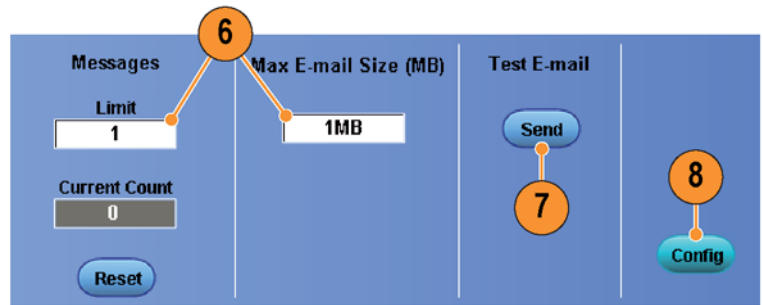 6
Messages
Max E-mail Size (MB)
Test E-mail
Limit
1
1MB
Send
Current Count
0
7
8
Reset
Config